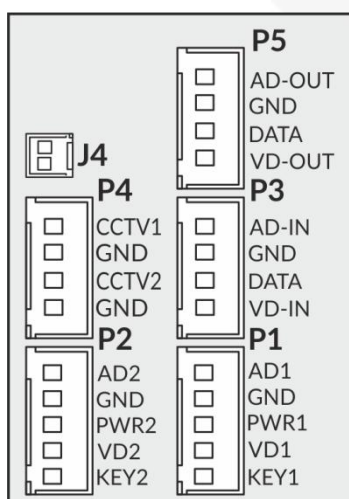 P5
AD-OUT
GND
DATA
VD-OUT
J4
P4
CCTV1
GND
CCTV2
GND
P3
AD-IN
GND
DATA
VD-IN
P2
AD2
GND
PWR2
VD2
KEY2
P1
AD1
GND
PWR1
VD1
KEY1